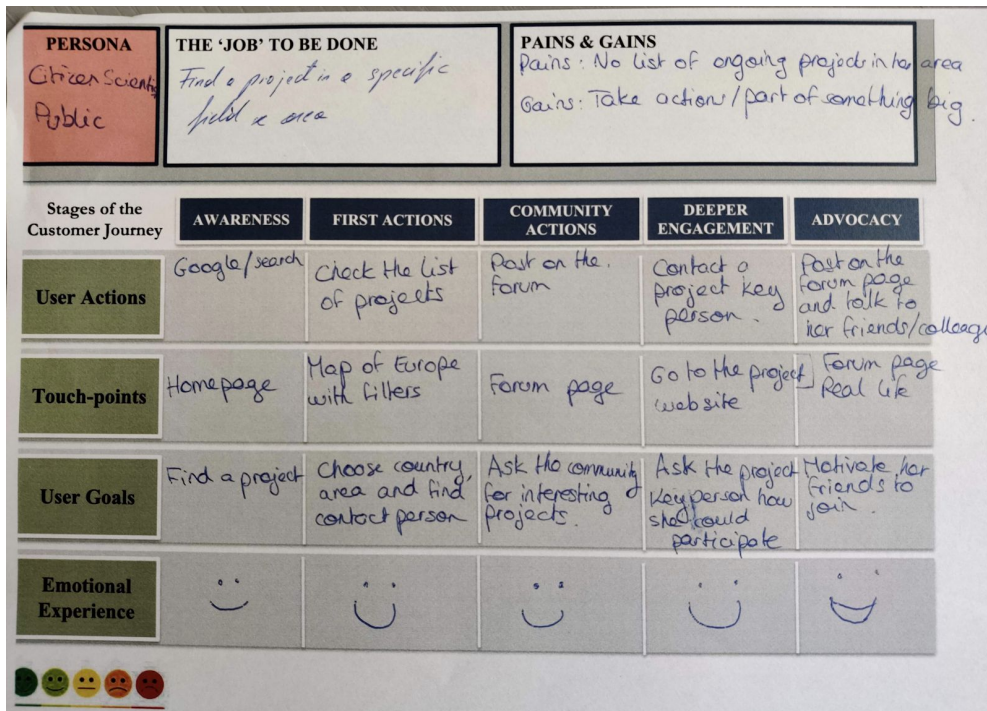 PERSONA
Citizen Scientis
Public
THE ‘JOB’ TO BE DONE
Find a project in a specific
field x area
PAINS & GAINS
Pains: No list of ongoing projects in her area
Gains: Take action/part of something big.
Stages of the
Customer Journey
AWARENESS
FIRST ACTIONS
COMMUNITY
ACTIONS
DEEPER
ENGAGEMENT
ADVOCACY
User Actions
Google/search
Check the list
of projects
Post on the.
forum
Contact a
project key
person.
Post on the
forum page
and talk to
her friends/colleagu
Touch-points
Homepage
Map of Europe
with filters
Forum page
Go to the project
website
Forum page
Real life
User Goals
Find a project
Choose country,
area and find
contact person
Ask the community
for interesting
projects.
Ask the project
key person how
she could
participate
Motivate her
friends to
join.
Emotional
Experience